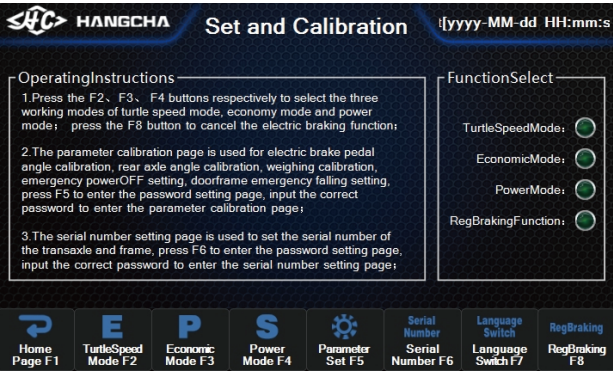 HC HANGCHA
Set and Calibration
:[yyyy-MM-dd HH:mm:s
OperatingInstructions
1.Press the F2、F3、 F4 buttons respectively to select the three
working modes of turtle speed mode, economy mode and power
mode； press the F8 button to cancel the electric braking function;
2.The parameter calibration page is used for electric brake pedal
angle calibration, rear axle angle calibration, weighing calibration,
emergency powerOFF setting, doorframe emergency falling setting,
press F5 to enter the password setting page, input the correct
password to enter the parameter calibration page;
3.The serial number setting page is used to set the serial number of
the transaxle and frame, press F6 to enter the password setting page,
input the correct password to enter the serial number setting page;
FunctionSelect
TurtleSpeedMode:
EconomicMode:
PowerMode:
RegBrakingFunction:
E
P
S
Serial
Number
Language
Switch
RegBraking
Home
Page F1
TurtleSpeed
Mode F2
Economic
Mode F3
Power
Mode F4
Parameter
Set F5
Serial
Number F6
Language
Switch F7
RegBraking
F8